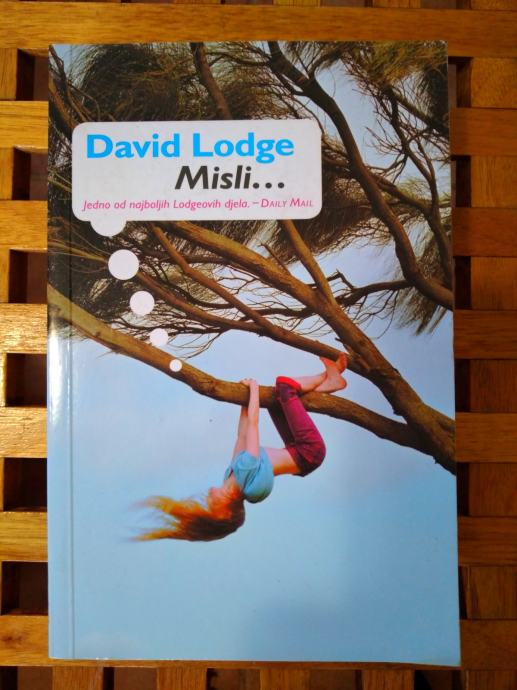 David Lodge
Misli...
Jedno od najboljih Lodgeovih djela. – DAILY MAIL